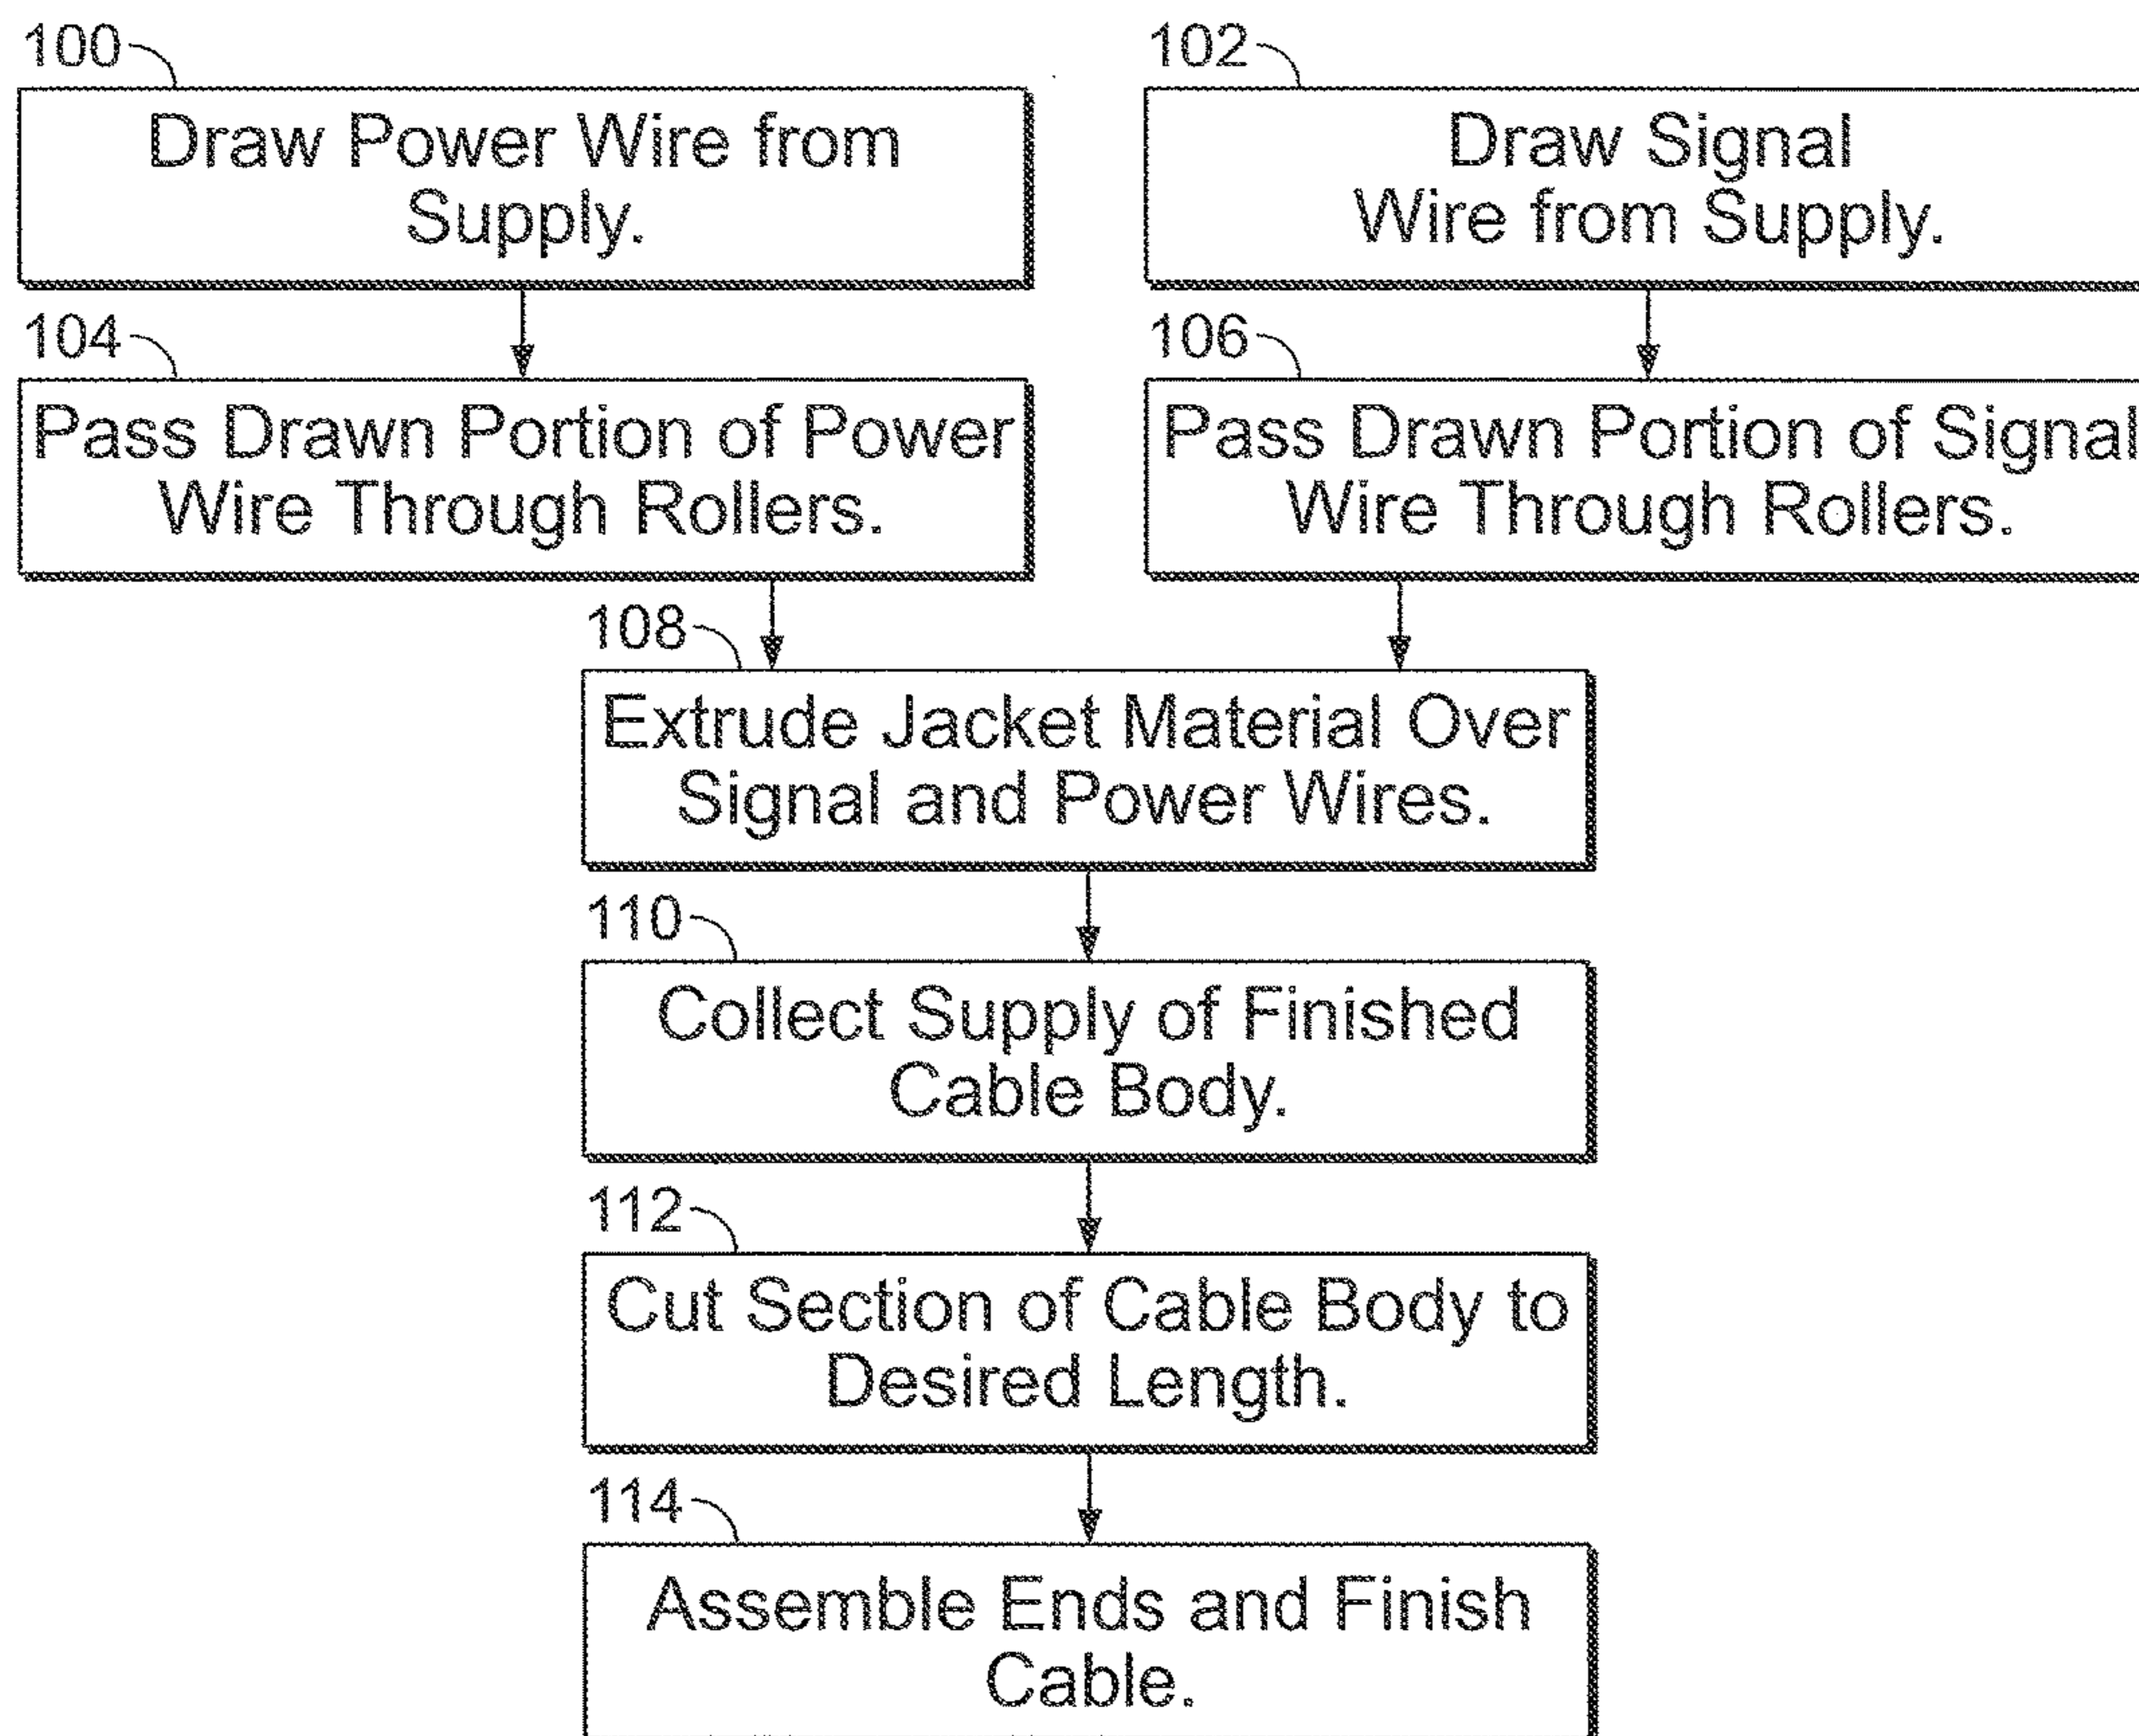 100
Draw Power Wire from
Supply.
102
Draw Signal
Wire from Supply.
104
Pass Drawn Portion of Power
Wire Through Rollers.
106
Pass Drawn Portion of Signal
Wire Through Rollers.
108
Extrude Jacket Material Over
Signal and Power Wires.
110
Collect Supply of Finished
Cable Body.
112
Cut Section of Cable Body to
Desired Length.
114
Assemble Ends and Finish
Cable.